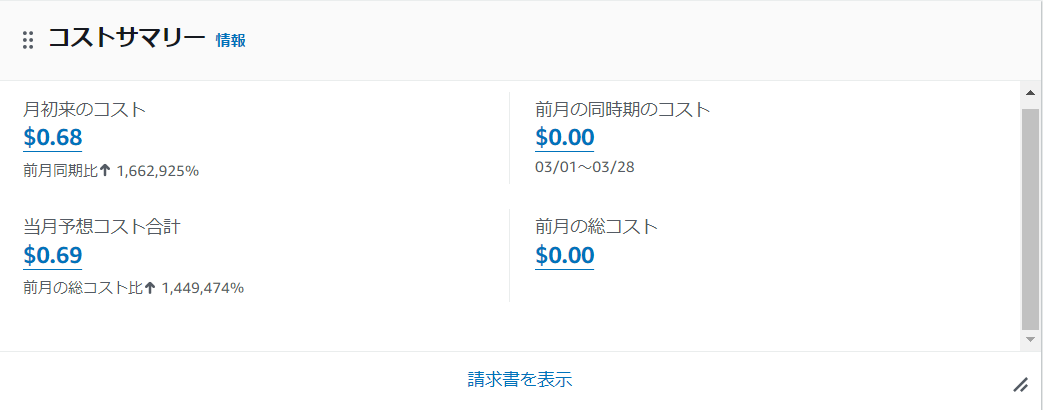 コストサマリー 情報
月初来のコスト
$0.68
前月同期比↑ 1,662,925%
前月の同時期のコスト
$0.00
03/01～03/28
当月予想コスト合計
$0.69
前月の総コスト比↑ 1,449,474%
前月の総コスト
$0.00
請求書を表示